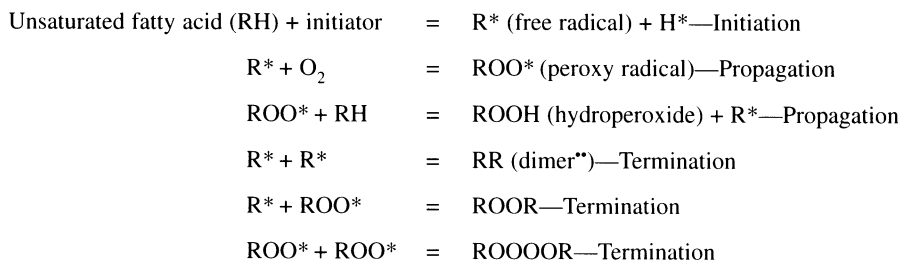 Unsaturated fatty acid (RH) + initiator = R* (free radical) + H*—Initiation
R* + O₂ = ROO* (peroxy radical)—Propagation
ROO* + RH = ROOH (hydroperoxide) + R*—Propagation
R* + R* = RR (dimer••)—Termination
R* + ROO* = ROOR—Termination
ROO* + ROO* = ROOOOR—Termination